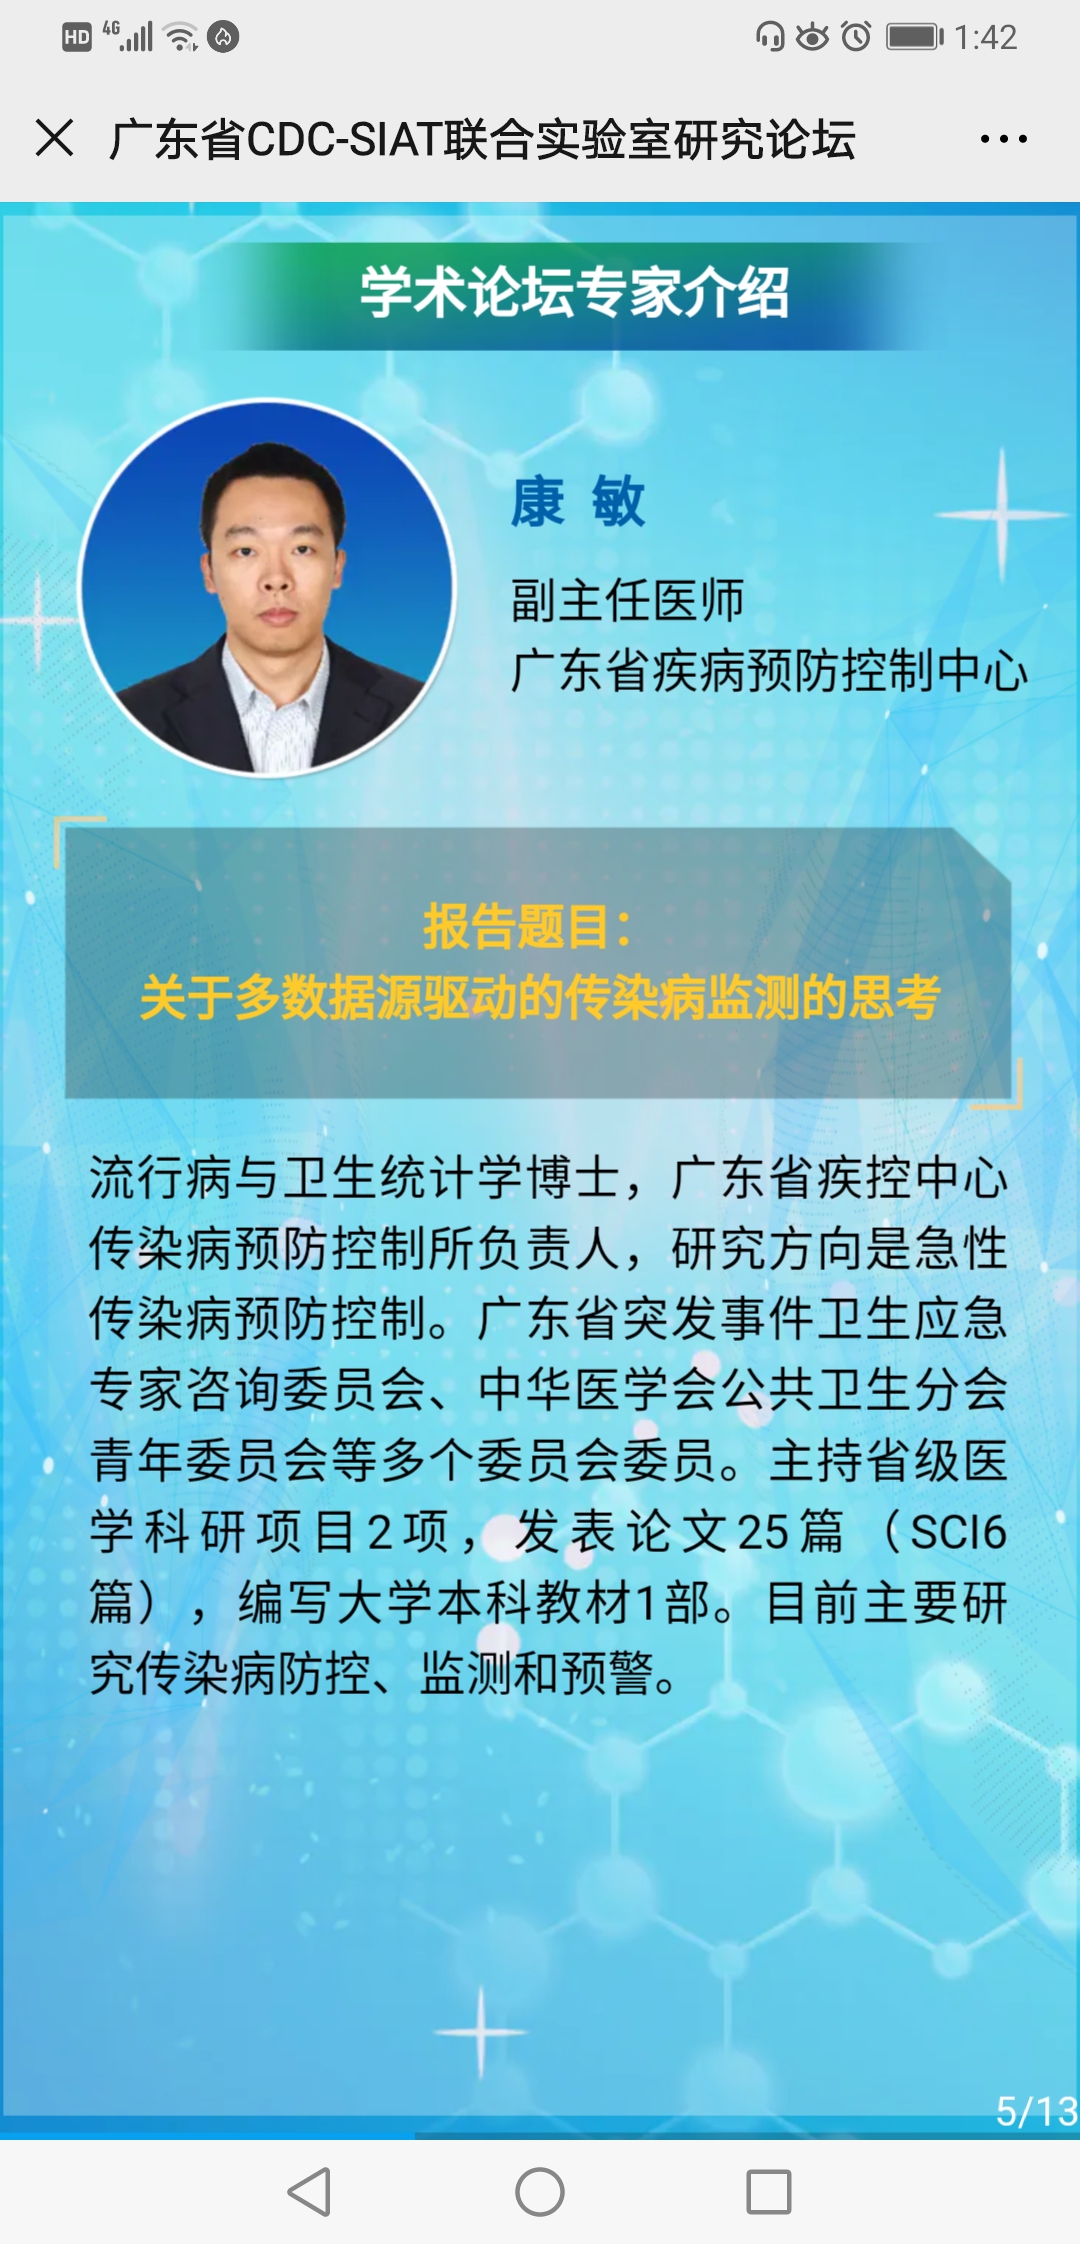 HD 4G 1:42
广东省CDC-SIAT联合实验室研究论坛
学术论坛专家介绍
康 敏
副主任医师
广东省疾病预防控制中心
报告题目：
关于多数据源驱动的传染病监测的思考
流行病与卫生统计学博士，广东省疾控中心
传染病预防控制所负责人，研究方向是急性
传染病预防控制。广东省突发事件卫生应急
专家咨询委员会、中华医学会公共卫生分会
青年委员会等多个委员会委员。主持省级医
学科研项目2项，发表论文25篇（SCI6
篇），编写大学本科教材1部。目前主要研
究传染病防控、监测和预警。
5/13